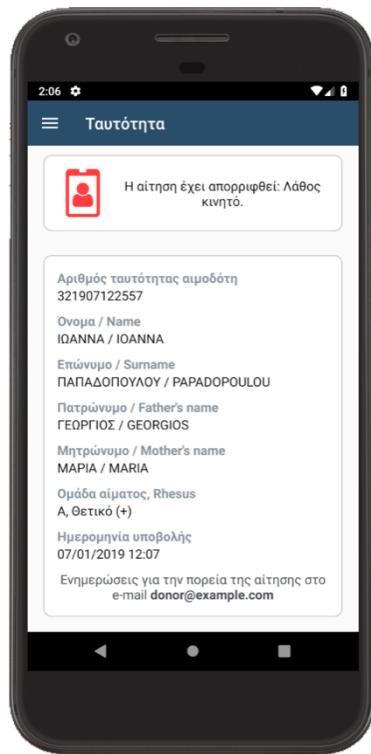 2:06
Ταυτότητα
Η αίτηση έχει απορριφθεί: Λάθος
κινητό.
Αριθμός ταυτότητας αιμοδότη
321907122557
Όνομα / Name
ΙΩΑΝΝΑ / IOANNA
Επώνυμο / Surname
ΠΑΠΑΔΟΠΟΥΛΟΥ / PAPADOPOULOU
Πατρώνυμο / Father's name
ΓΕΩΡΓΙΟΣ / GEORGIOS
Μητρώνυμο / Mother's name
ΜΑΡΙΑ / MARIA
Ομάδα αίματος, Rhesus
Α, Θετικό (+)
Ημερομηνία υποβολής
07/01/2019 12:07
Ενημερώσεις για την πορεία της αίτησης στο
e-mail donor@example.com